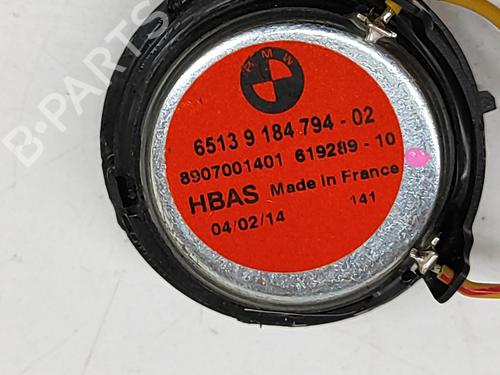 BMW
6513 9 184 794 - 02
8907001401 619289 - 10
HBAS Made in France
04/02/14 141
B-PARTS